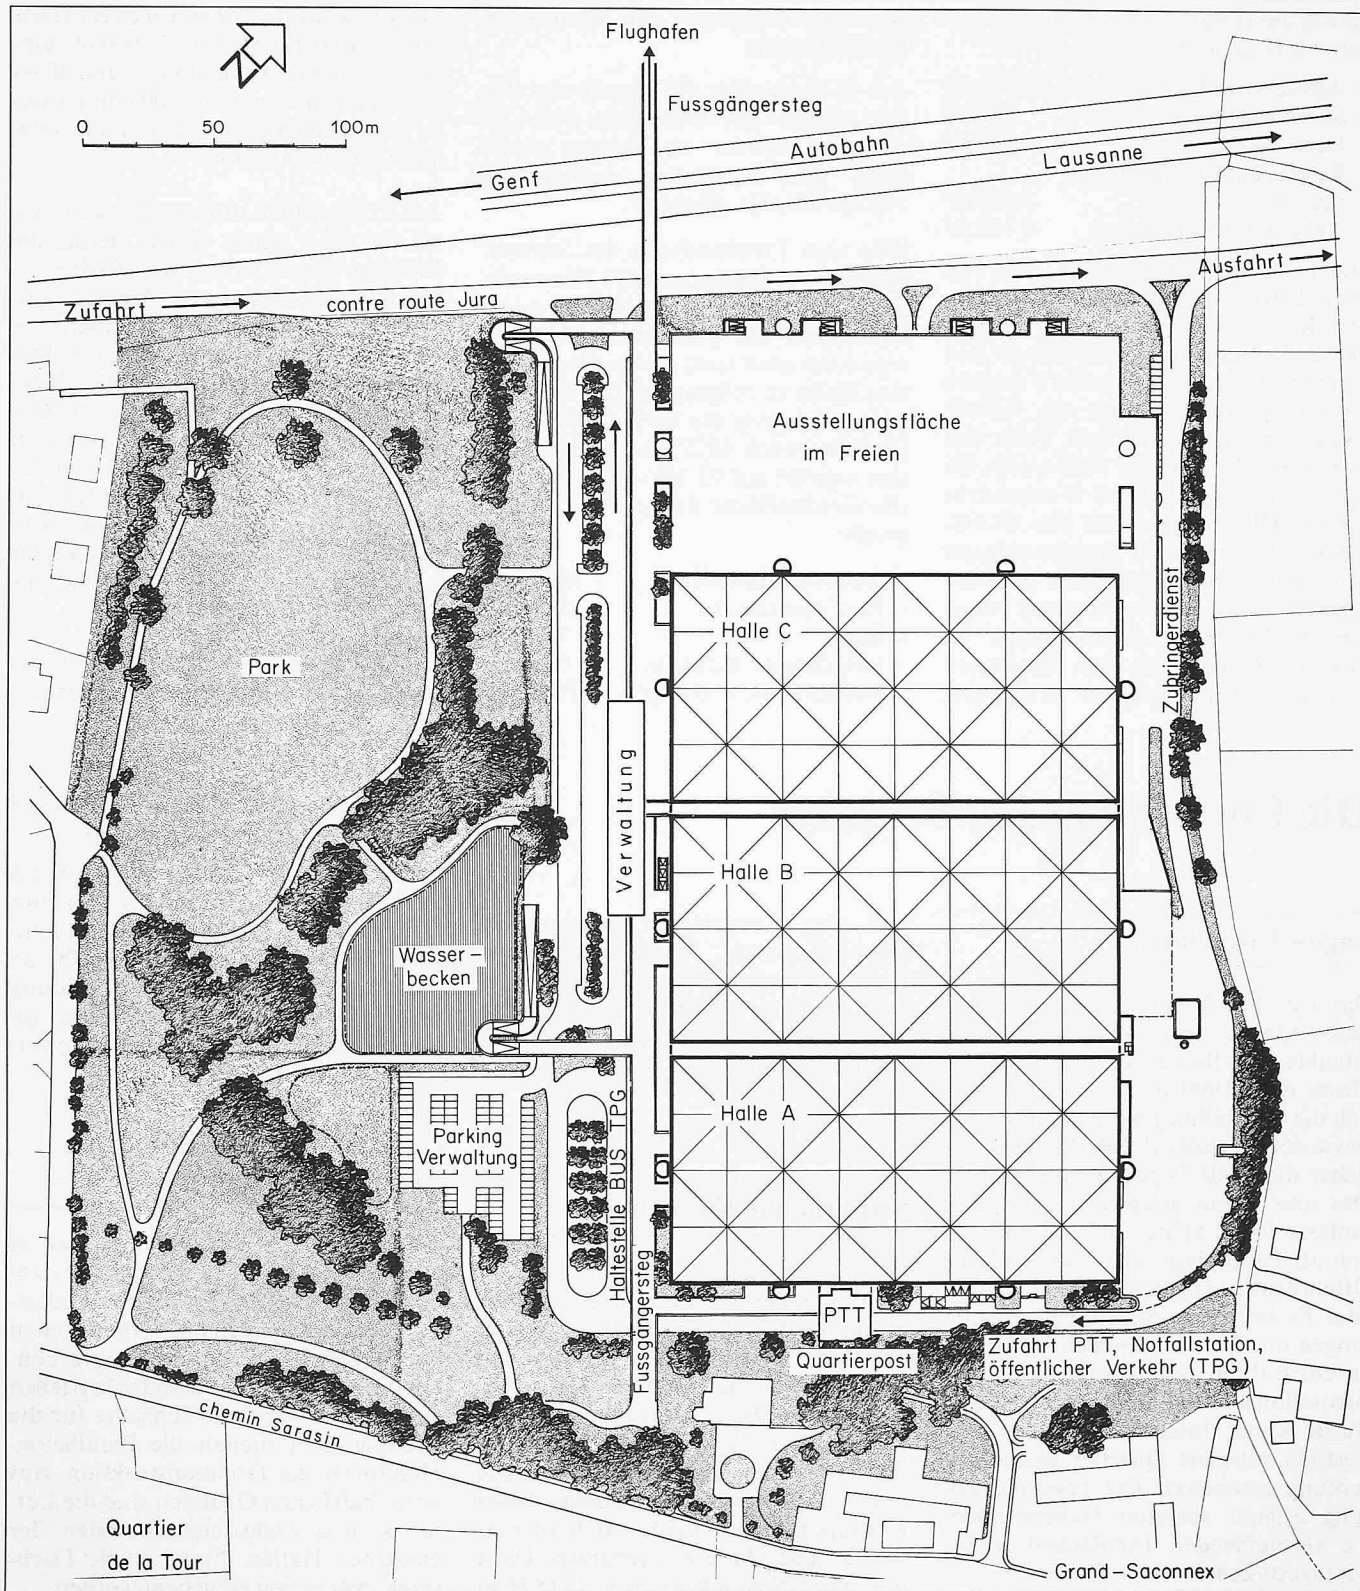 Flughafen
N
0 50 100m
Fussgängersteg
Autobahn
Lausanne
Genf
Ausfahrt
Zufahrt
contre route Jura
Ausstellungsfläche
im Freien
Zubringerdienst
Halle C
Park
Verwaltung
Halle B
Wasser-
becken
Halle A
Parking
Verwaltung
Haltestelle BUS TPG
Fussgängersteg
PTT
Quartierpost
Zufahrt PTT, Notfallstation,
öffentlicher Verkehr (TPG)
chemin Sarasin
Quartier
de la Tour
Grand-Saconnex